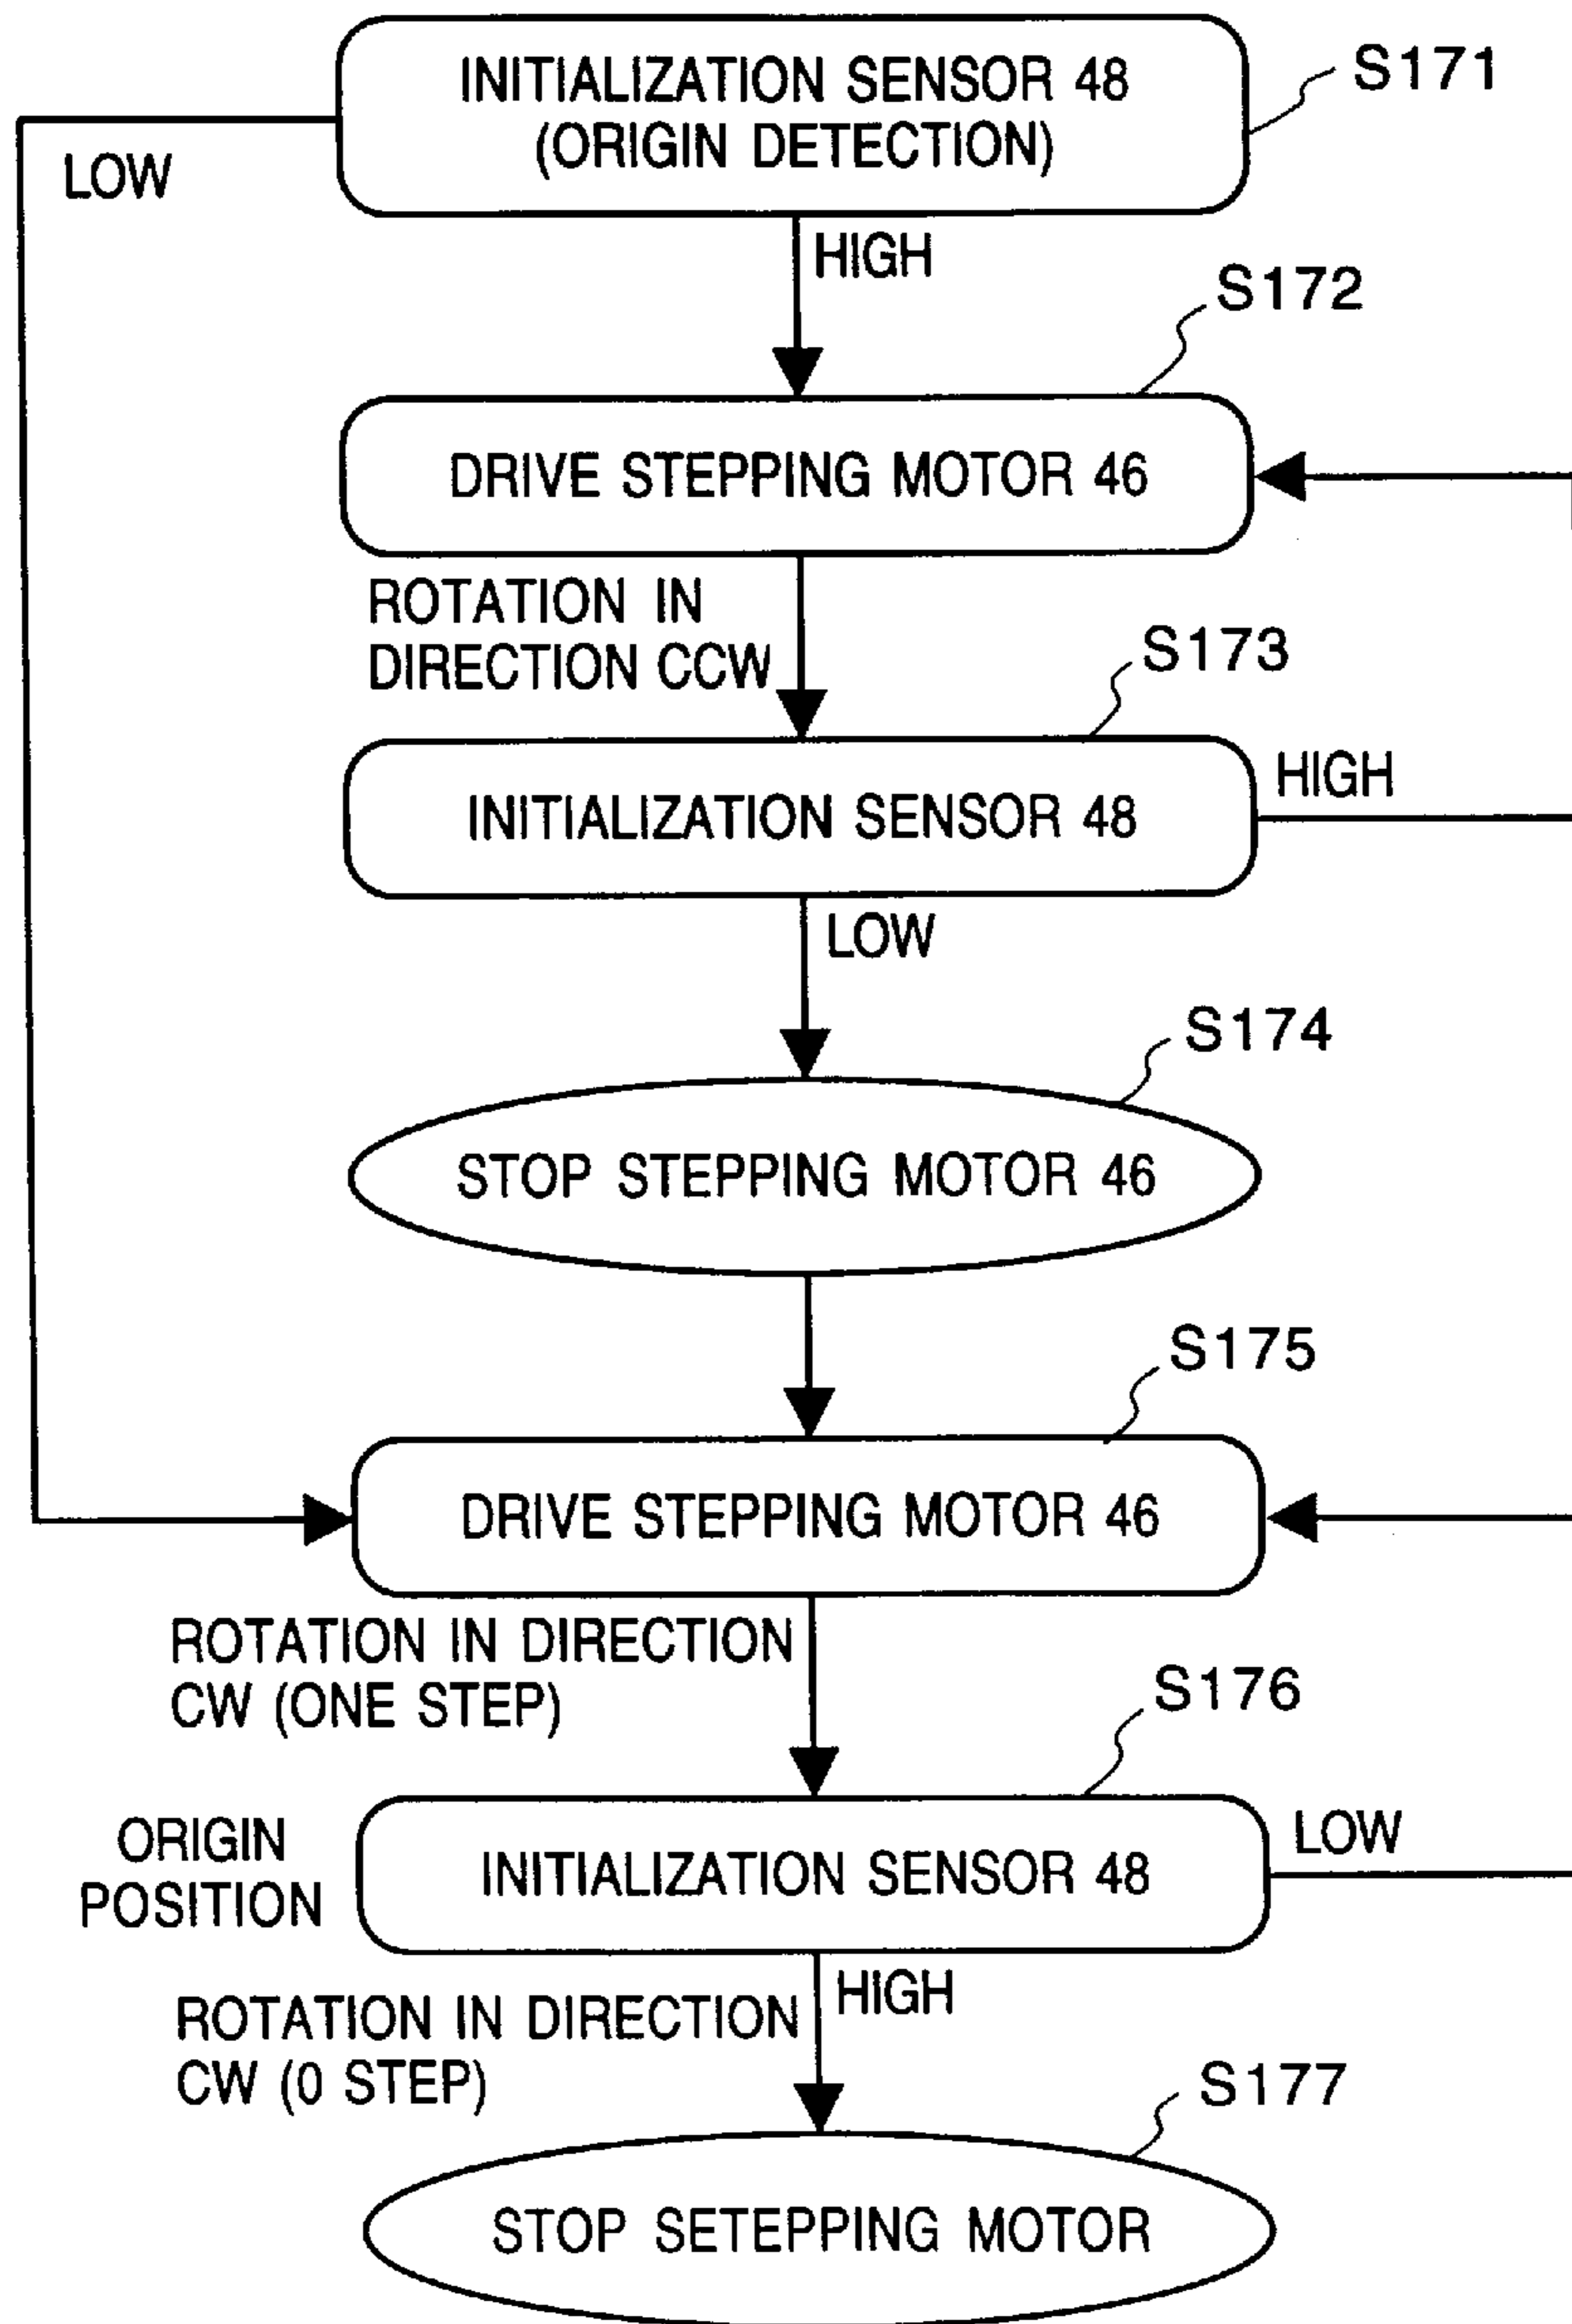 INITIALIZATION SENSOR 48
(ORIGIN DETECTION)
S171
LOW
HIGH
S172
DRIVE STEPPING MOTOR 46
ROTATION IN
DIRECTION CCW
S173
INITIALIZATION SENSOR 48
HIGH
LOW
S174
STOP STEPPING MOTOR 46
S175
DRIVE STEPPING MOTOR 46
ROTATION IN DIRECTION
CW (ONE STEP)
S176
ORIGIN
POSITION
INITIALIZATION SENSOR 48
LOW
HIGH
ROTATION IN DIRECTION
CW (0 STEP)
S177
STOP SETEPPING MOTOR